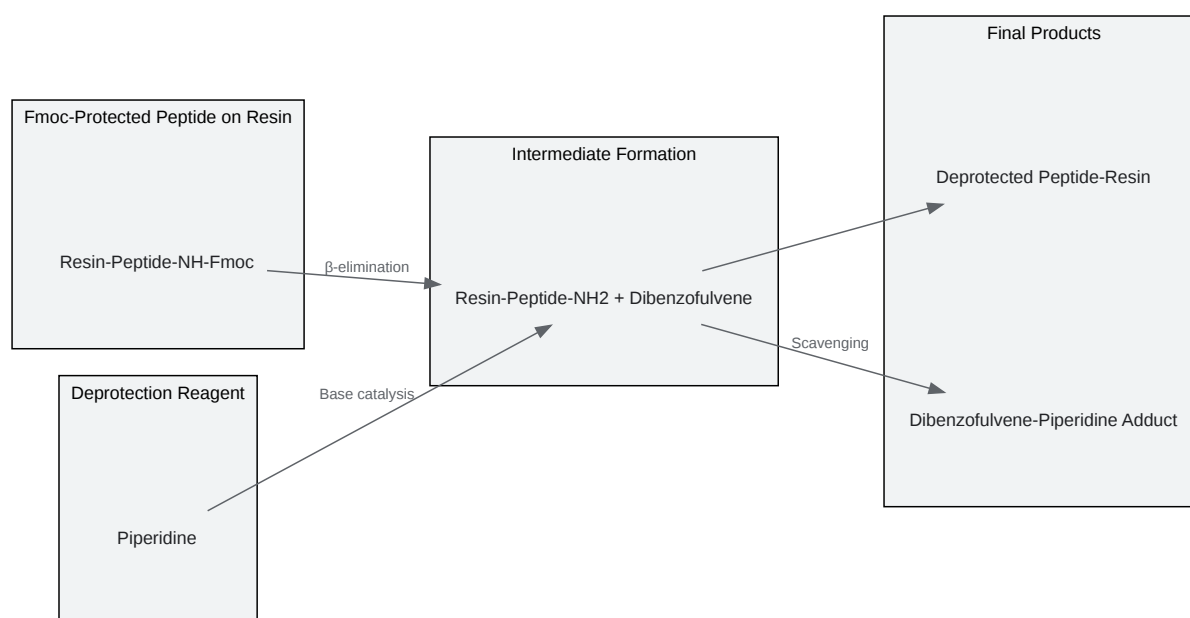 Fmoc-Protected Peptide on Resin
Resin-Peptide-NH-Fmoc
Deprotection Reagent
Piperidine
β-elimination
Base catalysis
Intermediate Formation
Resin-Peptide-NH2 + Dibenzofulvene
Scavenging
Final Products
Deprotected Peptide-Resin
Dibenzofulvene-Piperidine Adduct